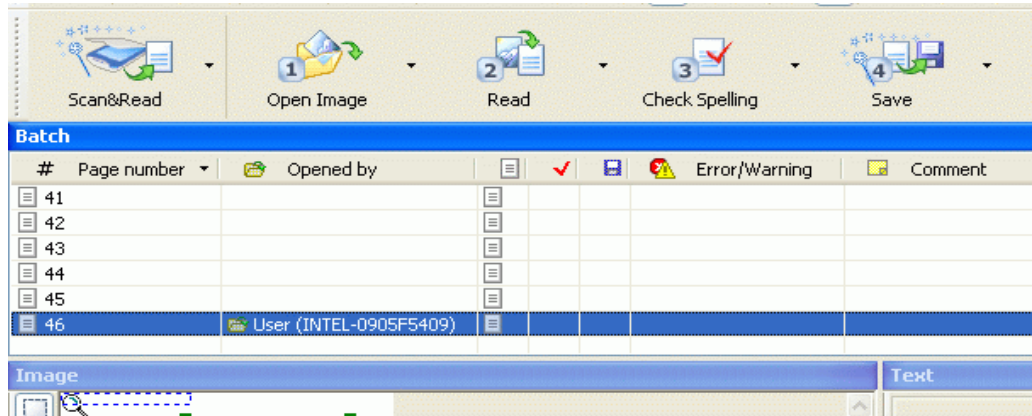 1 2 3 4
Scan&Read Open Image Read Check Spelling Save
Batch
# Page number Opened by Error/Warning Comment
41
42
43
44
45
46 User (INTEL-0905F5409)
Image Text